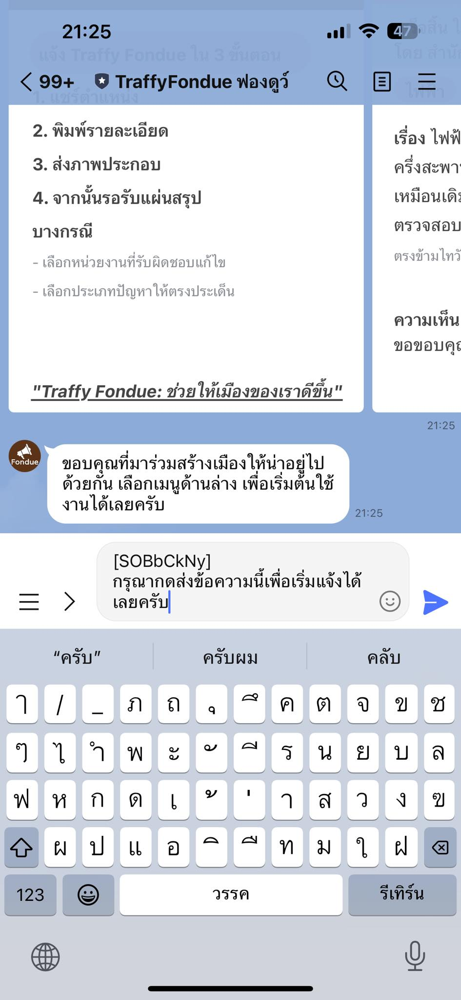 21:25
47
แจ้ง Traffy Fondue ใน 3 ขั้นตอน
โดย
99+
TraffyFondue ฟองดูว์
1. แชร์ตำแหน่ง
ไฟฟ้า
2. พิมพ์รายละเอียด
3. ส่งภาพประกอบ
4. จากนั้นรอรับแผ่นสรุป
บางกรณี
- เลือกหน่วยงานที่รับผิดชอบแก้ไข
- เลือกประเภทปัญหาให้ตรงประเด็น
"Traffy Fondue: ช่วยให้เมืองของเราดีขึ้น"
เรื่อง ไฟฟ้
ครึ่งสะพา
เหมือนเดิ
ตรวจสอบ
ตรงข้ามไทวั
ความเห็น
ขอขอบคุณ
21:25
Fondue
ขอบคุณที่มาร่วมสร้างเมืองให้น่าอยู่ไป
ด้วยกัน เลือกเมนูด้านล่าง เพื่อเริ่มต้นใช้
งานได้เลยครับ
21:25
[SOBbCkNy]
กรุณากดส่งข้อความนี้เพื่อเริ่มแจ้งได้
เลยครับ
“ครับ” ครับผม คลับ
ๅ / _ ภ ถ ุ ึ ค ต จ ข ช
ๆ ไ ำ พ ะ ั ี ร น ย บ ล
ฟ ห ก ด เ ้ ่ า ส ว ง ฃ
ผ ป แ อ ิ ื ท ม ใ ฝ
123 วรรค รีเทิร์น